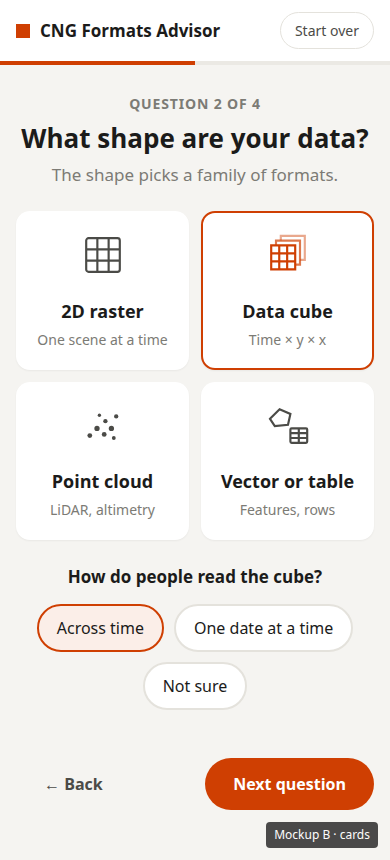 CNG Formats Advisor
Start over
QUESTION 2 OF 4
What shape are your data?
The shape picks a family of formats.
2D raster
One scene at a time
Data cube
Time × y × x
Point cloud
LiDAR, altimetry
Vector or table
Features, rows
How do people read the cube?
Across time
One date at a time
Not sure
← Back
Next question
Mockup B · cards